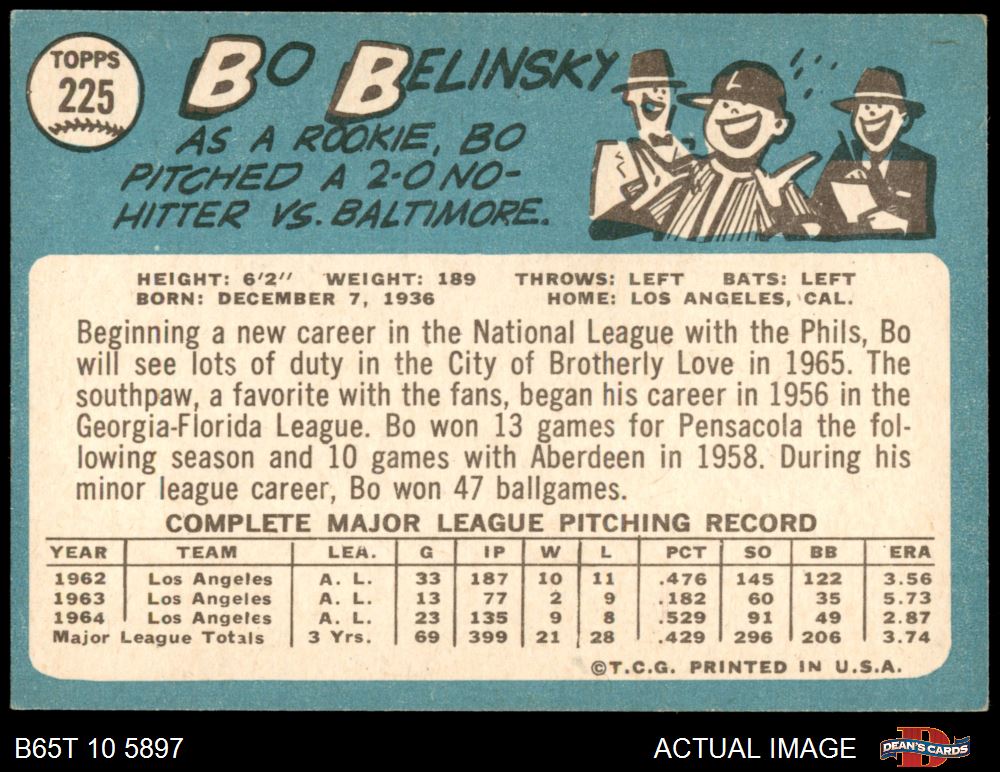 TOPPS
225
BO BELINSKY
AS A ROOKIE, BO
PITCHED A 2-0 NO-
HITTER VS. BALTIMORE.
HEIGHT: 6'2" WEIGHT: 189 THROWS: LEFT BATS: LEFT
BORN: DECEMBER 7, 1936 HOME: LOS ANGELES, CAL.
Beginning a new career in the National League with the Phils, Bo
will see lots of duty in the City of Brotherly Love in 1965. The
southpaw, a favorite with the fans, began his career in 1956 in the
Georgia-Florida League. Bo won 13 games for Pensacola the fol-
lowing season and 10 games with Aberdeen in 1958. During his
minor league career, Bo won 47 ballgames.
COMPLETE MAJOR LEAGUE PITCHING RECORD
YEAR TEAM LEA. G IP W L PCT SO BB ERA
1962 Los Angeles A. L. 33 187 10 11 .476 145 122 3.56
1963 Los Angeles A. L. 13 77 2 9 .182 60 35 5.73
1964 Los Angeles A. L. 23 135 9 8 .529 91 49 2.87
Major League Totals 3 Yrs. 69 399 21 28 .429 296 206 3.74
©T.C.G. PRINTED IN U.S.A.
B65T 10 5897 ACTUAL IMAGE DEAN'S CARDS